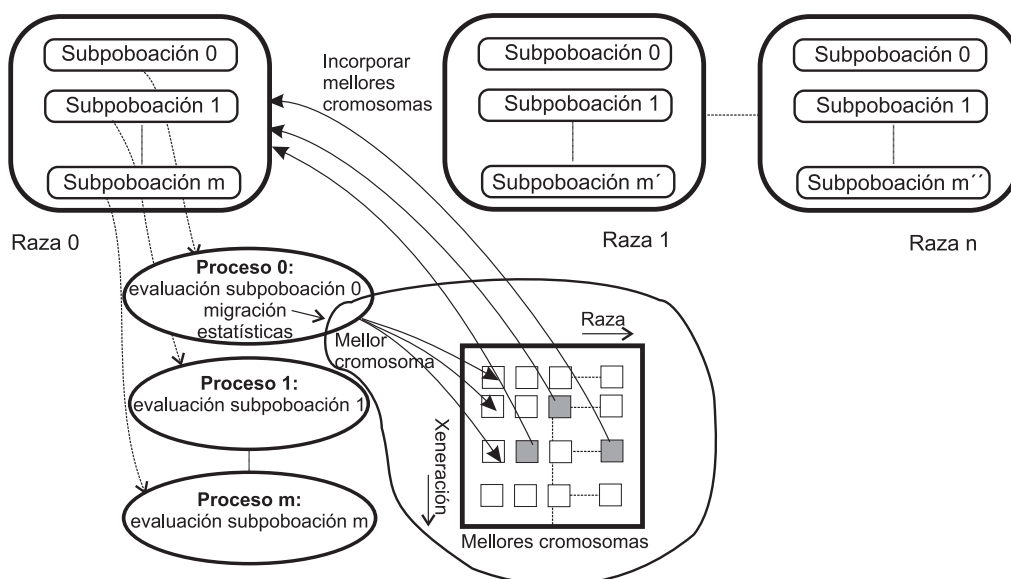 Subpoboación 0
Subpoboación 1
Subpoboación m
Raza 0
Incorporar
mellores
cromosomas
Subpoboación 0
Subpoboación 1
Subpoboación m´
Raza 1
Subpoboación 0
Subpoboación 1
Subpoboación m´´
Raza n
Proceso 0:
evaluación subpoboación 0
migración
estatísticas
Mellor
cromosoma
Proceso 1:
evaluación subpoboación 1
Proceso m:
evaluación subpoboación m
Raza
Xeneración
Mellores cromosomas